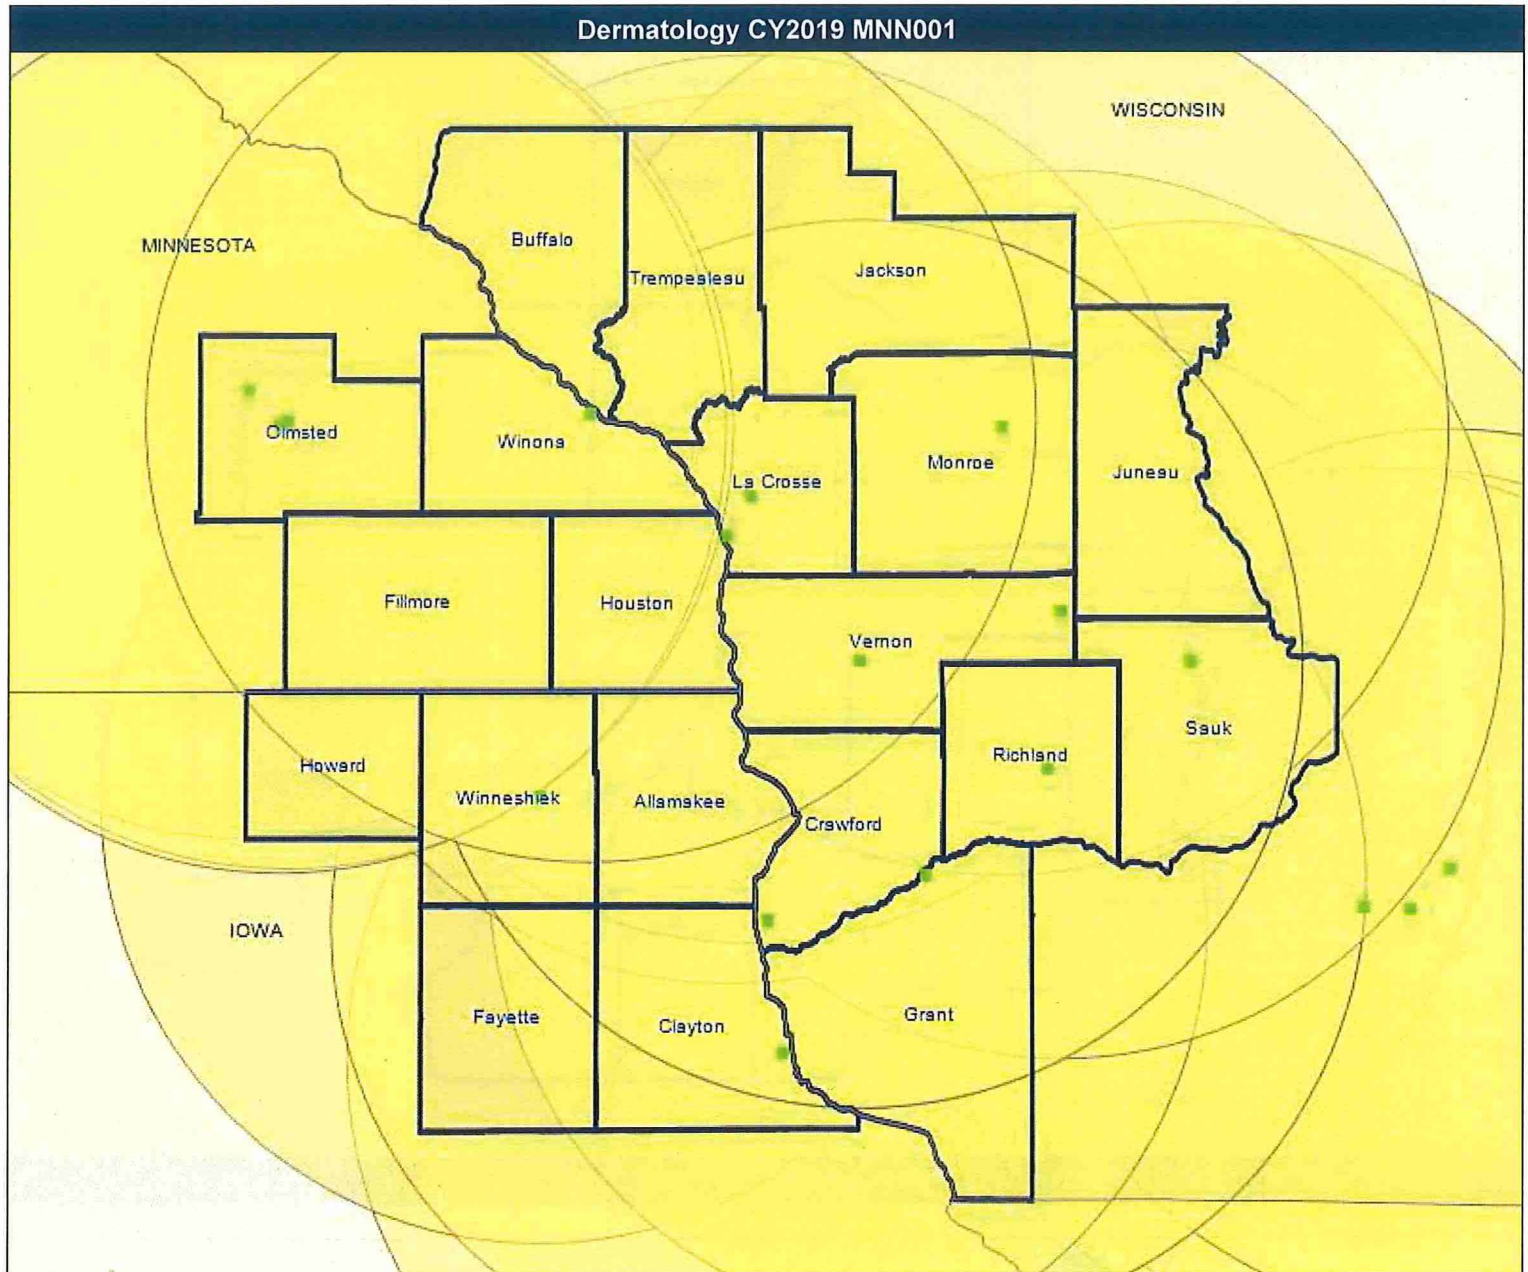 Dermatology CY2019 MNN001
WISCONSIN
MINNESOTA
Buffalo
Trempealeau
Jackson
Olmsted
Winona
La Crosse
Monroe
Juneau
Fillmore
Houston
Vernon
Sauk
Howard
Winneshiek
Allamakee
Crawford
Richland
IOWA
Fayette
Clayton
Grant